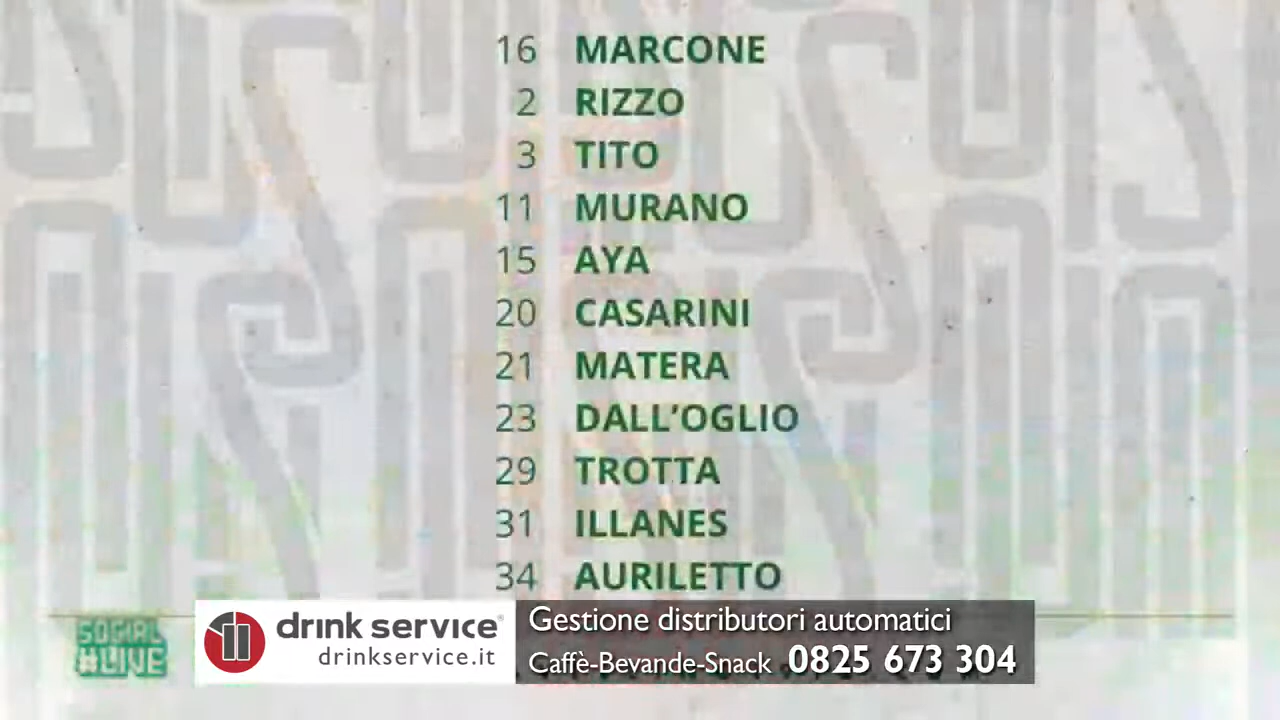 16 MARCONE
2 RIZZO
3 TITO
11 MURANO
15 AYA
20 CASARINI
21 MATERA
23 DALL'OGLIO
29 TROTTA
31 ILLANES
34 AURILETTO
SOCIAL
#LIVE
drink service®
drinkservice.it
Gestione distributori automatici
Caffè-Bevande-Snack 0825 673 304